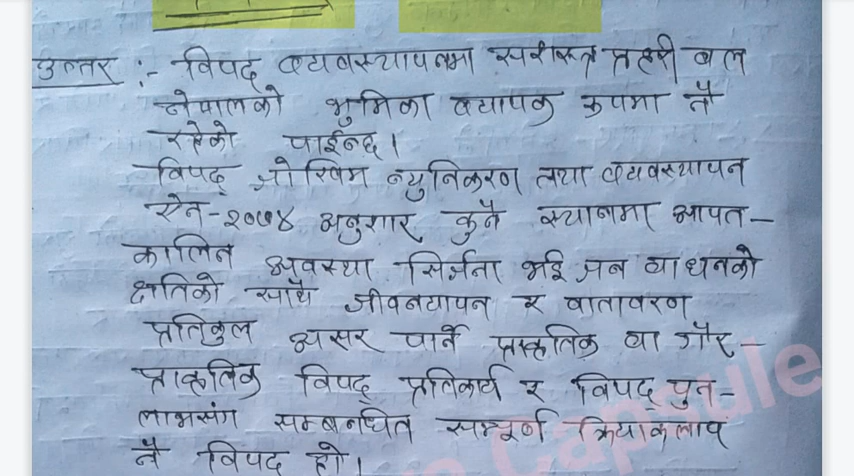 उत्तर :- विपद् व्यवस्थापनमा सशस्त्र प्रहरी बल
नेपालको भुमिका व्यापक रुपमा नै
रहेको पाईन्छ।
विपद् जोखिम न्युनिकरण तथा व्यवस्थापन
ऐन-२०७४ अनुसार कुनै स्थानमा आपत-
कालिन अवस्था सिर्जना भई जन वा धनको
क्षतिको साथै जीवनयापन र वातावरण
प्रतिकुल असर पार्ने प्राकृतिक वा गैर-
प्राकृतिक विपद् प्रतिकार्य र विपद् पुन-
लाभसंग सम्बन्धित सम्पूर्ण क्रियाकलाप
नै विपद हो।
Capsule